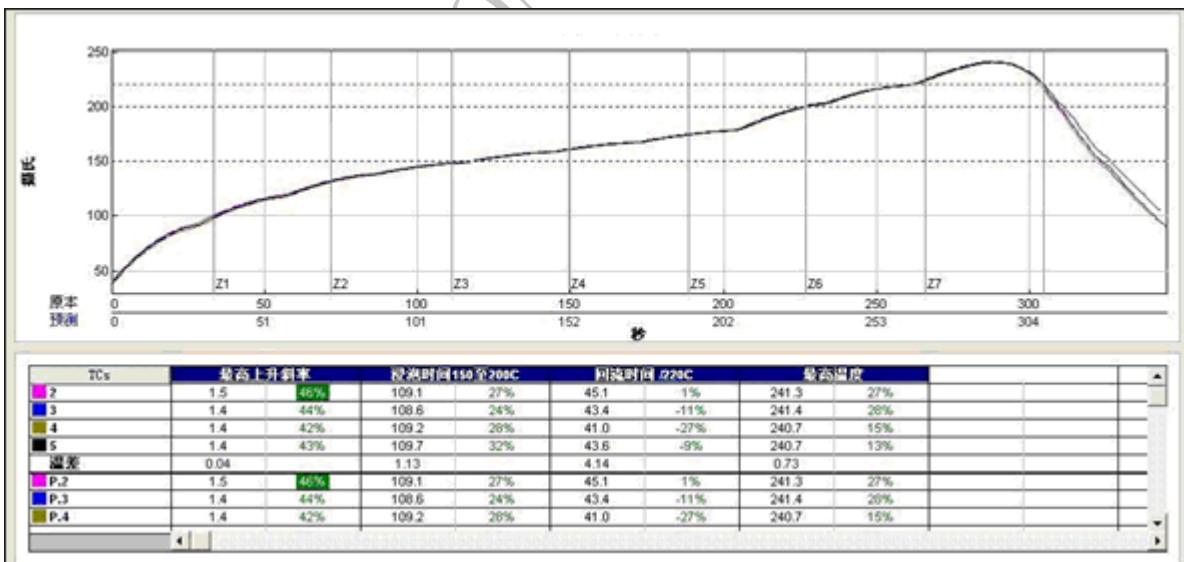 250
200
150
摄氏
100
50
Z1 Z2 Z3 Z4 Z5 Z6 Z7
原本 0 50 100 150 200 250 300
预测 0 51 101 152 202 253 304
秒
TCs 最高上升斜率 浸泡时间150至200C 回流时间 /220C 最高温度
2 1.5 46% 109.1 27% 45.1 1% 241.3 27%
3 1.4 44% 108.6 24% 43.4 -11% 241.4 28%
4 1.4 42% 109.2 28% 41.0 -27% 240.7 15%
5 1.4 43% 109.7 32% 43.6 -9% 240.7 13%
温差 0.04 1.13 4.14 0.73
P.2 1.5 46% 109.1 27% 45.1 1% 241.3 27%
P.3 1.4 44% 108.6 24% 43.4 -11% 241.4 28%
P.4 1.4 42% 109.2 28% 41.0 -27% 240.7 15%